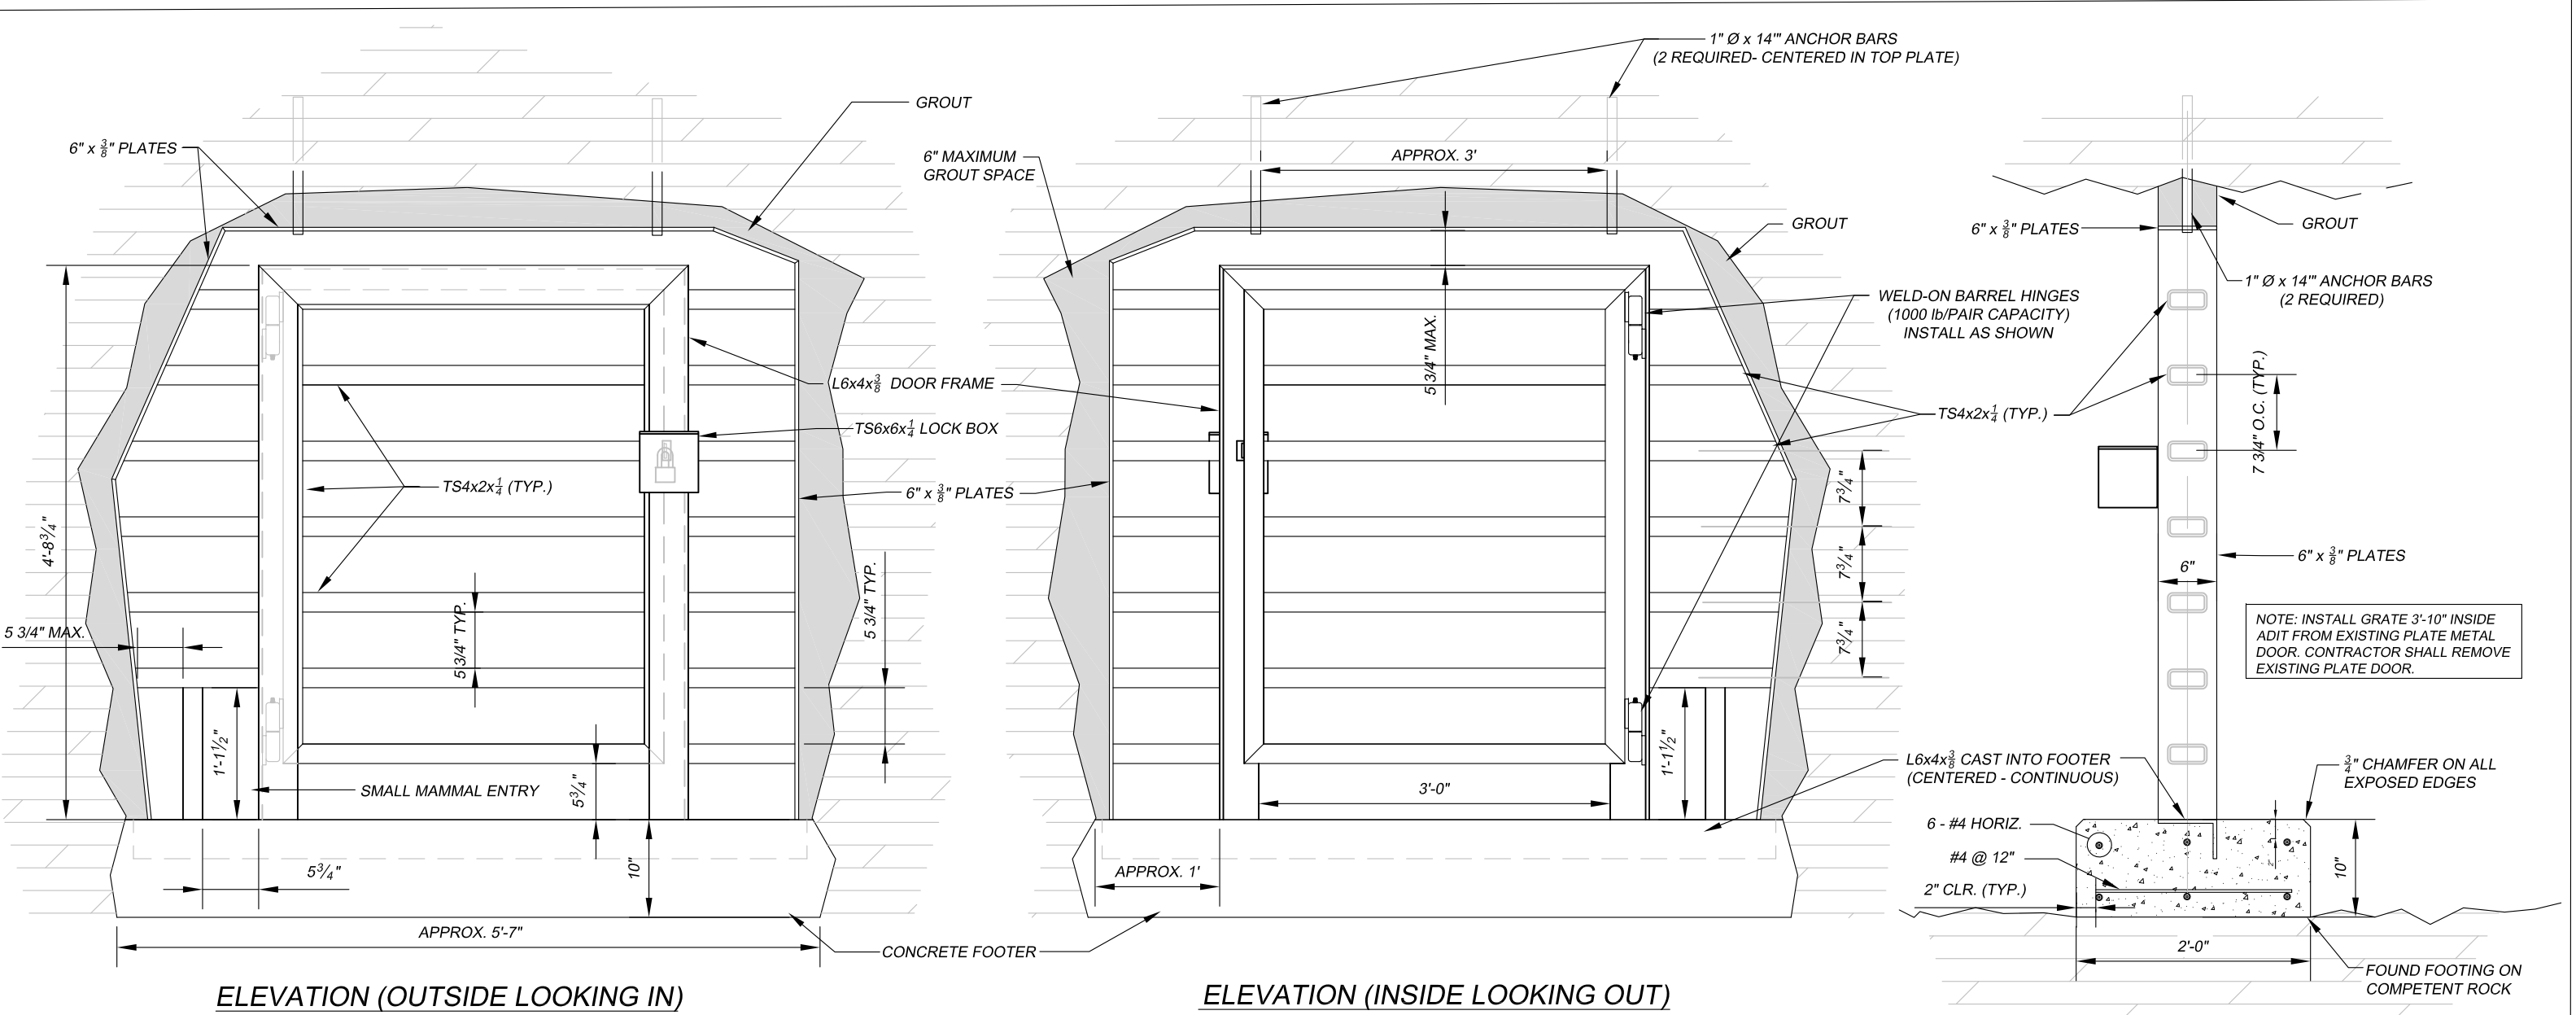 1" Ø x 14'" ANCHOR BARS
(2 REQUIRED- CENTERED IN TOP PLATE)
GROUT
6" x 3/8" PLATES
6" MAXIMUM
GROUT SPACE
APPROX. 3'
GROUT
6" x 3/8" PLATES
GROUT
1" Ø x 14'" ANCHOR BARS
(2 REQUIRED)
WELD-ON BARREL HINGES
(1000 lb/PAIR CAPACITY)
INSTALL AS SHOWN
5 3/4" MAX.
L6x4x3/8 DOOR FRAME
TS6x6x1/4 LOCK BOX
TS4x2x1/4 (TYP.)
7 3/4" O.C. (TYP.)
TS4x2x1/4 (TYP.)
6" x 3/8" PLATES
4'-8 3/4"
7 3/4"
7 3/4"
7 3/4"
6" x 3/8" PLATES
6"
5 3/4" TYP.
5 3/4" TYP.
5 3/4" MAX.
NOTE: INSTALL GRATE 3'-10" INSIDE
ADIT FROM EXISTING PLATE METAL
DOOR. CONTRACTOR SHALL REMOVE
EXISTING PLATE DOOR.
1'-1 1/2"
SMALL MAMMAL ENTRY
5 3/4"
3'-0"
1'-1 1/2"
L6x4x3/8 CAST INTO FOOTER
(CENTERED - CONTINUOUS)
3/4" CHAMFER ON ALL
EXPOSED EDGES
6 - #4 HORIZ.
#4 @ 12"
2" CLR. (TYP.)
10"
5 3/4"
10"
APPROX. 1'
APPROX. 5'-7"
CONCRETE FOOTER
2'-0"
FOUND FOOTING ON
COMPETENT ROCK
ELEVATION (OUTSIDE LOOKING IN)
ELEVATION (INSIDE LOOKING OUT)